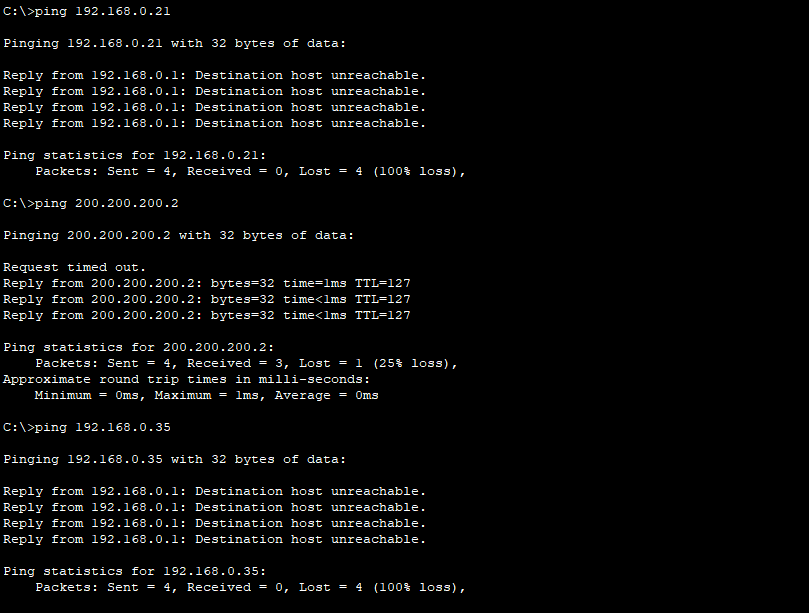 C:\>ping 192.168.0.21
Pinging 192.168.0.21 with 32 bytes of data:
Reply from 192.168.0.1: Destination host unreachable.
Reply from 192.168.0.1: Destination host unreachable.
Reply from 192.168.0.1: Destination host unreachable.
Reply from 192.168.0.1: Destination host unreachable.
Ping statistics for 192.168.0.21:
    Packets: Sent = 4, Received = 0, Lost = 4 (100% loss),
C:\>ping 200.200.200.2
Pinging 200.200.200.2 with 32 bytes of data:
Request timed out.
Reply from 200.200.200.2: bytes=32 time=1ms TTL=127
Reply from 200.200.200.2: bytes=32 time<1ms TTL=127
Reply from 200.200.200.2: bytes=32 time<1ms TTL=127
Ping statistics for 200.200.200.2:
    Packets: Sent = 4, Received = 3, Lost = 1 (25% loss),
Approximate round trip times in milli-seconds:
    Minimum = 0ms, Maximum = 1ms, Average = 0ms
C:\>ping 192.168.0.35
Pinging 192.168.0.35 with 32 bytes of data:
Reply from 192.168.0.1: Destination host unreachable.
Reply from 192.168.0.1: Destination host unreachable.
Reply from 192.168.0.1: Destination host unreachable.
Reply from 192.168.0.1: Destination host unreachable.
Ping statistics for 192.168.0.35:
    Packets: Sent = 4, Received = 0, Lost = 4 (100% loss),